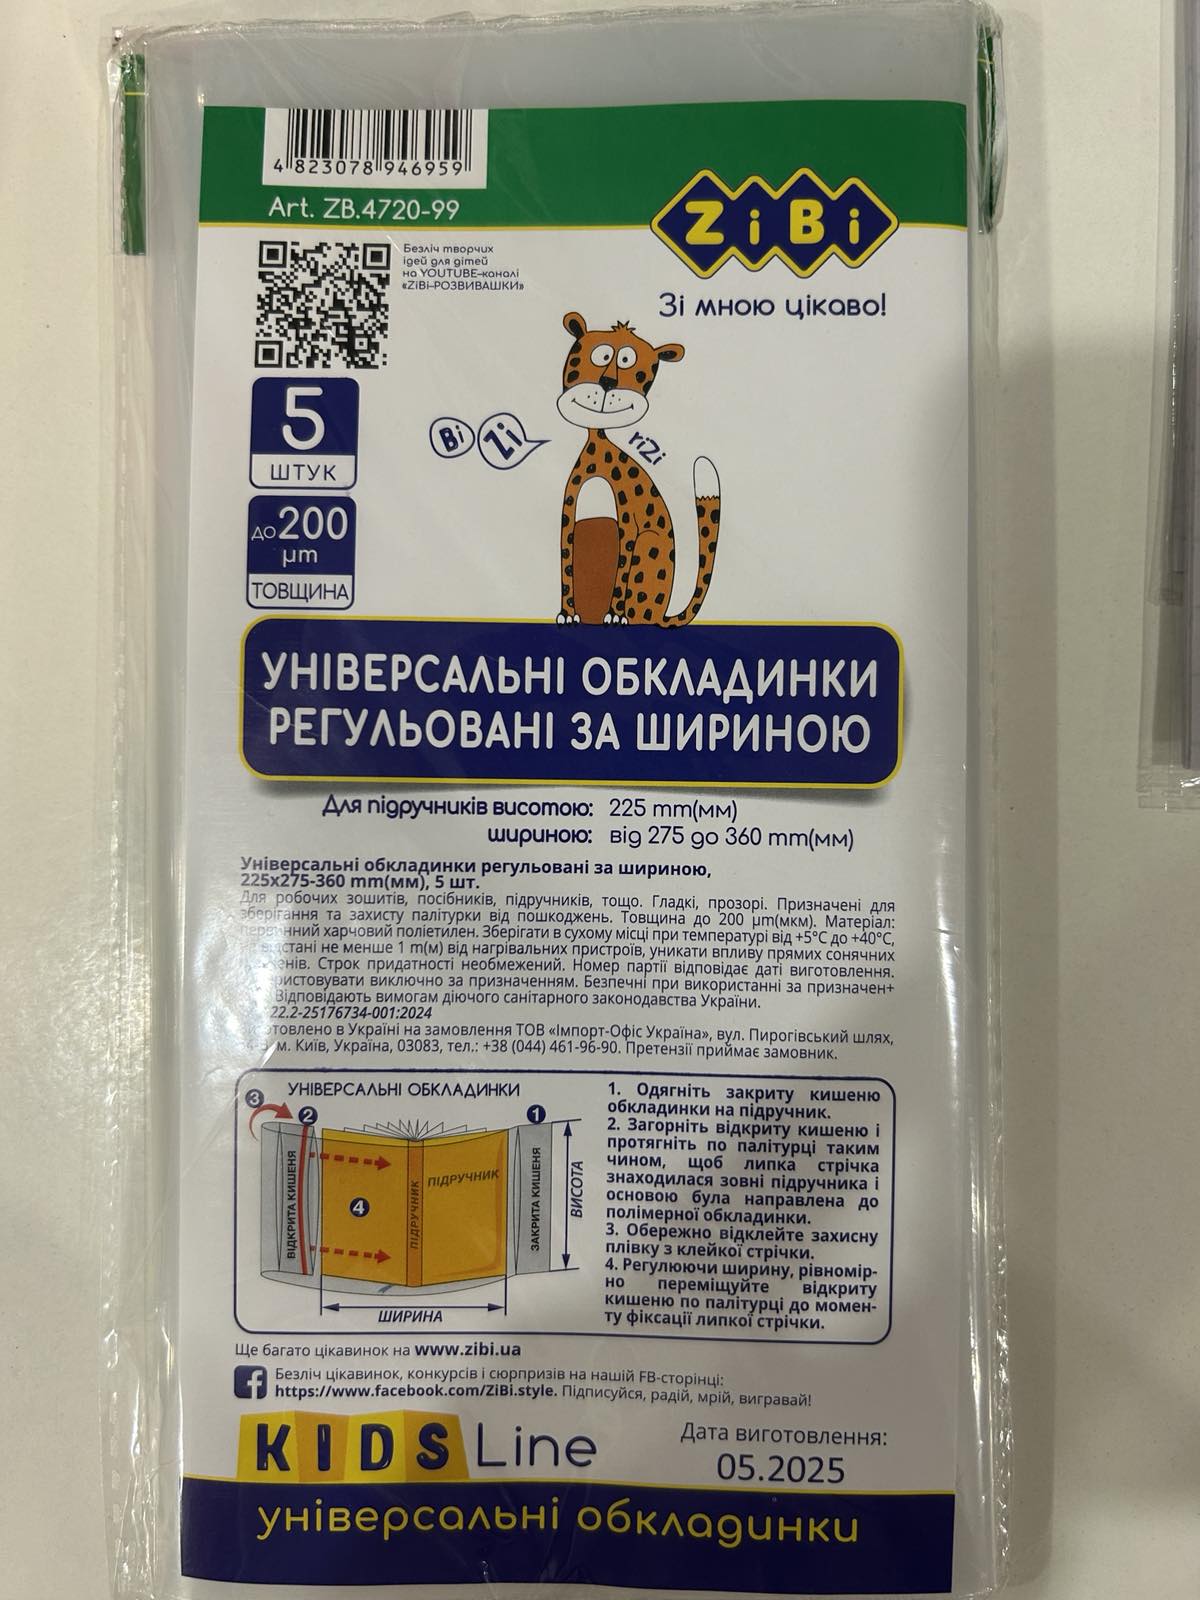 4 823078 946959
Art. ZB.4720-99
ZiBi
Зі мною цікаво!
Безліч творчих
ідей для дітей
на YOUTUBE-каналі
«ZiBi-РОЗВИВАШКИ»
5
ШТУК
до 200
µm
ТОВЩИНА
Bi
Zi
riZi
УНІВЕРСАЛЬНІ ОБКЛАДИНКИ
РЕГУЛЬОВАНІ ЗА ШИРИНОЮ
Для підручників висотою: 225 mm(мм)
шириною: від 275 до 360 mm(мм)
Універсальні обкладинки регульовані за шириною,
225x275-360 mm(мм), 5 шт.
Для робочих зошитів, посібників, підручників, тощо. Гладкі, прозорі. Призначені для
зберігання та захисту палітурки від пошкоджень. Товщина до 200 µm(мкм). Матеріал:
первинний харчовий поліетилен. Зберігати в сухому місці при температурі від +5°C до +40°C,
на відстані не менше 1 m(м) від нагрівальних пристроїв, уникати впливу прямих сонячних
Строк придатності необмежений. Номер партії відповідає даті виготовлення.
виключно за призначенням. Безпечні при використанні за призначен+
Відповідають вимогам діючого санітарного законодавства України.
22.2-25176734-001:2024
Виготовлено в Україні на замовлення ТОВ «Імпорт-Офіс Україна», вул. Пирогівський шлях,
м. Київ, Україна, 03083, тел.: +38 (044) 461-96-90. Претензії приймає замовник.
УНІВЕРСАЛЬНІ ОБКЛАДИНКИ
3
2
1
ВІДКРИТА КИШЕНЯ
4
ПІДРУЧНИК
ПІДРУЧНИК
ЗАКРИТА КИШЕНЯ
ВИСОТА
ШИРИНА
1. Одягніть закриту кишеню
обкладинки на підручник.
2. Загорніть відкриту кишеню і
протягніть по палітурці таким
чином, щоб липка стрічка
знаходилася зовні підручника і
основою була направлена до
полімерної обкладинки.
3. Обережно відклейте захисну
плівку з клейкої стрічки.
4. Регулюючи ширину, рівномір-
но переміщуйте відкриту
кишеню по палітурці до момен-
ту фіксації липкої стрічки.
Ще багато цікавинок на www.zibi.ua
Безліч цікавинок, конкурсів і сюрпризів на нашій FB-сторінці:
https://www.facebook.com/ZiBi.style. Підписуйся, радій, мрій, вигравай!
KIDS Line
Дата виготовлення:
05.2025
універсальні обкладинки